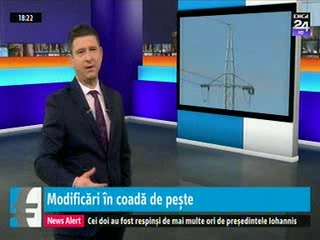 18:22
DIGI
24
HD
Modificări în coadă de pește
News Alert Cei doi au fost respinși de mai multe ori de președintele Iohannis